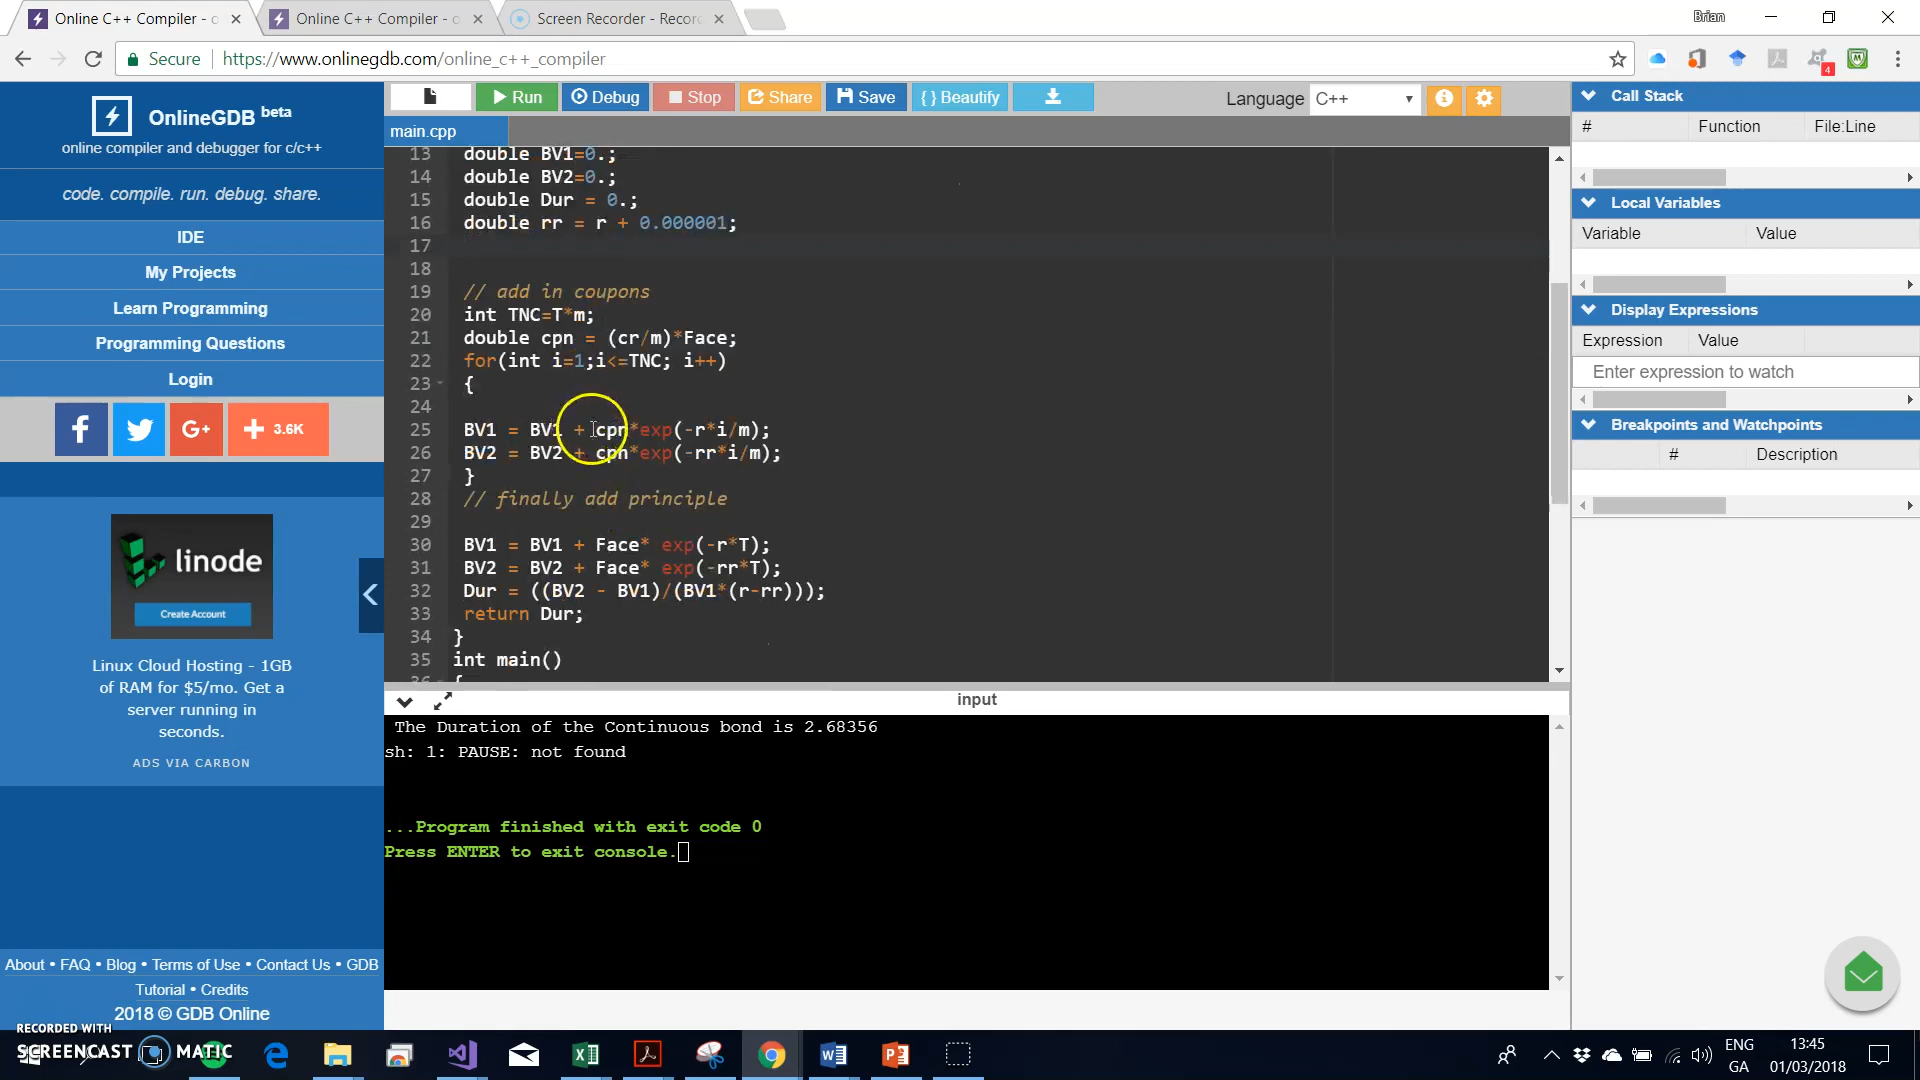 Online C++ Compiler - o
Online C++ Compiler - o
Screen Recorder - Recor
Brian
Secure
https://www.onlinegdb.com/online_c++_compiler
4
OnlineGDB beta
online compiler and debugger for c/c++
code. compile. run. debug. share.
IDE
My Projects
Learn Programming
Programming Questions
Login
3.6K
linode
Create Account
Linux Cloud Hosting - 1GB
of RAM for $5/mo. Get a
server running in
seconds.
ADS VIA CARBON
About • FAQ • Blog • Terms of Use • Contact Us • GDB
Tutorial • Credits
2018 © GDB Online
Run
Debug
Stop
Share
Save
{ } Beautify
Language
C++
main.cpp
13 double BV1=0.;
14 double BV2=0.;
15 double Dur = 0.;
16 double rr = r + 0.000001;
17
18
19 // add in coupons
20 int TNC=T*m;
21 double cpn = (cr/m)*Face;
22 for(int i=1;i<=TNC; i++)
23 {
24
25 BV1 = BV1 + cpn*exp(-r*i/m);
26 BV2 = BV2 + cpn*exp(-rr*i/m);
27 }
28 // finally add principle
29
30 BV1 = BV1 + Face* exp(-r*T);
31 BV2 = BV2 + Face* exp(-rr*T);
32 Dur = ((BV2 - BV1)/(BV1*(r-rr)));
33 return Dur;
34 }
35 int main()
36 {
input
The Duration of the Continuous bond is 2.68356
sh: 1: PAUSE: not found
...Program finished with exit code 0
Press ENTER to exit console.
Call Stack
# Function File:Line
Local Variables
Variable Value
Display Expressions
Expression Value
Enter expression to watch
Breakpoints and Watchpoints
# Description
RECORDED WITH
SCREENCAST MATIC
ENG
GA
13:45
01/03/2018